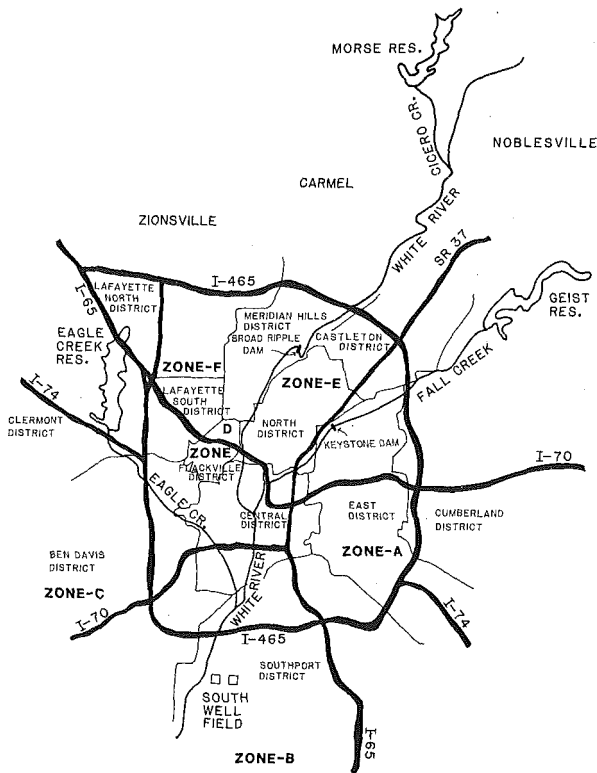 MORSE RES.
CICERO CR.
NOBLESVILLE
CARMEL
WHITE RIVER
ZIONSVILLE
SR 37
I-465
LAFAYETTE
NORTH
DISTRICT
I-65
GEIST
RES.
MERIDIAN HILLS
DISTRICT
BROAD RIPPLE
DAM
CASTLETON
DISTRICT
EAGLE
CREEK
RES.
ZONE-F
ZONE-E
FALL CREEK
I-74
LAFAYETTE
SOUTH
DISTRICT
CLERMONT
DISTRICT
D
NORTH
DISTRICT
KEYSTONE DAM
ZONE
FLACKVILLE
DISTRICT
I-70
EAGLE CR.
CENTRAL
DISTRICT
EAST
DISTRICT
CUMBERLAND
DISTRICT
BEN DAVIS
DISTRICT
ZONE-A
ZONE-C
WHITE RIVER
I-70
I-465
I-74
SOUTHPORT
DISTRICT
SOUTH
WELL
FIELD
I-65
ZONE-B